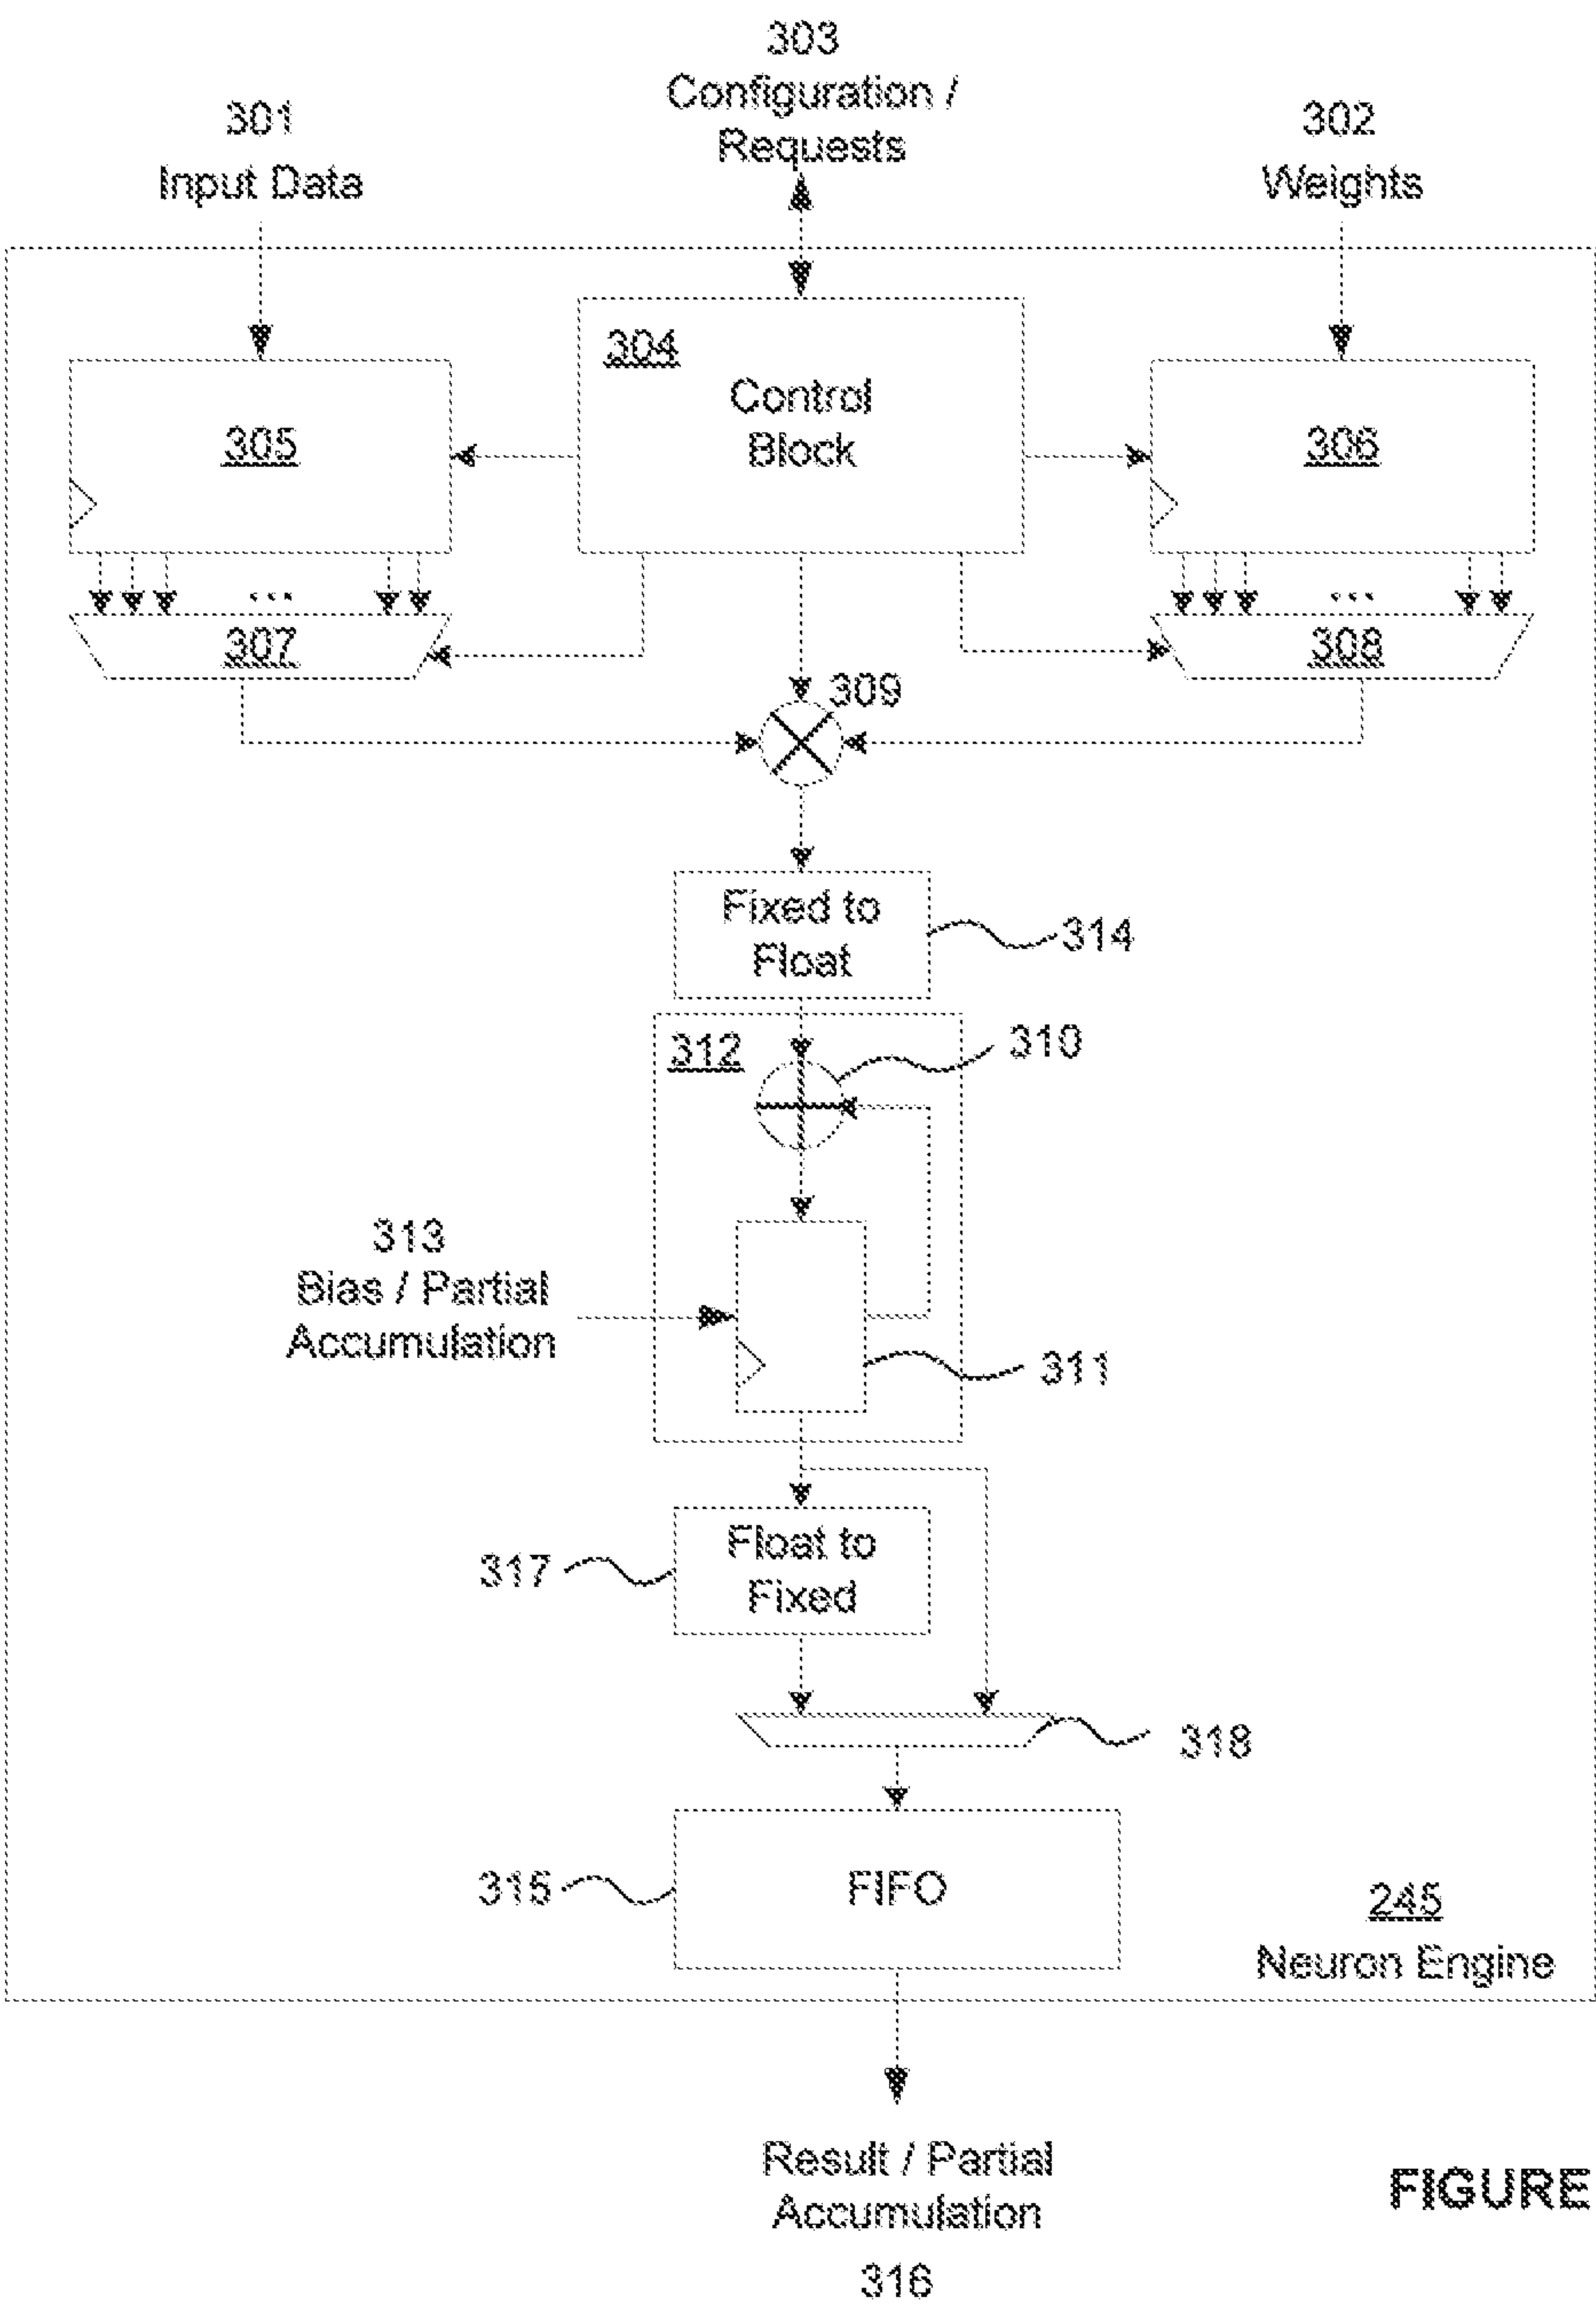 303
Configuration /
Requests
301
Input Data
302
Weights
304
Control
Block
305
306
...
...
307
308
309
Fixed to
Float
314
312
310
313
Bias / Partial
Accumulation
311
Float to
Fixed
317
318
FIFO
315
245
Neuron Engine
Result / Partial
Accumulation
316
FIGURE